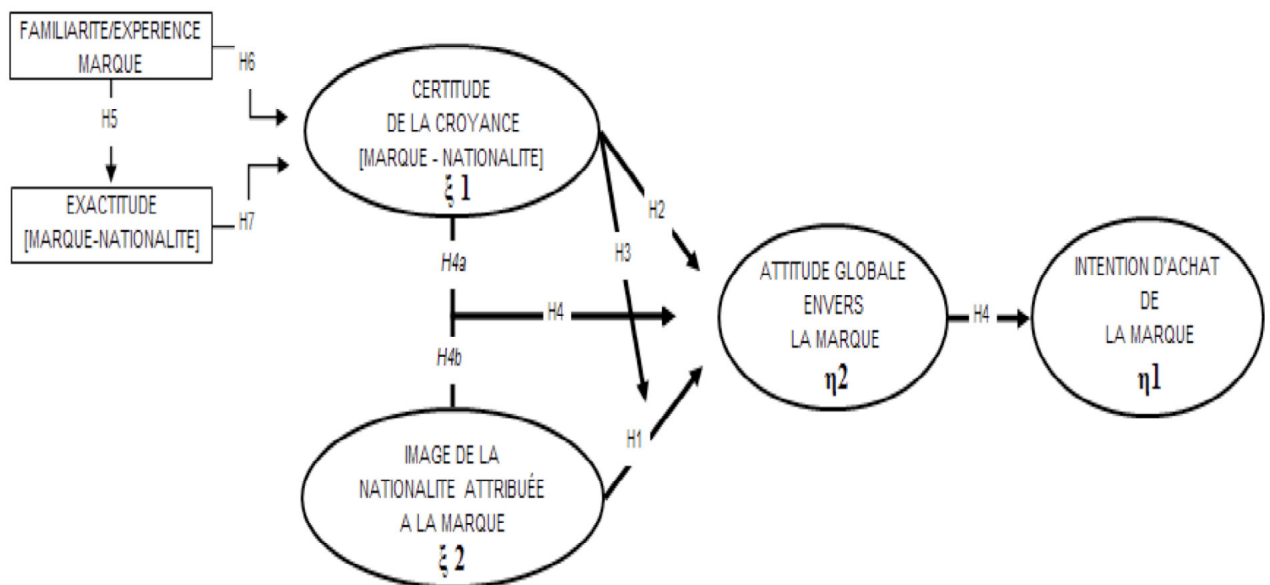 FAMILIARITE/EXPERIENCE
MARQUE
H6
H5
EXACTITUDE
[MARQUE-NATIONALITE]
H7
CERTITUDE
DE LA CROYANCE
[MARQUE - NATIONALITE]
ξ 1
H2
H3
H4a
H4
H4b
H1
IMAGE DE LA
NATIONALITE ATTRIBUÉE
A LA MARQUE
ξ 2
ATTITUDE GLOBALE
ENVERS
LA MARQUE
η2
H4
INTENTION D'ACHAT
DE
LA MARQUE
η1